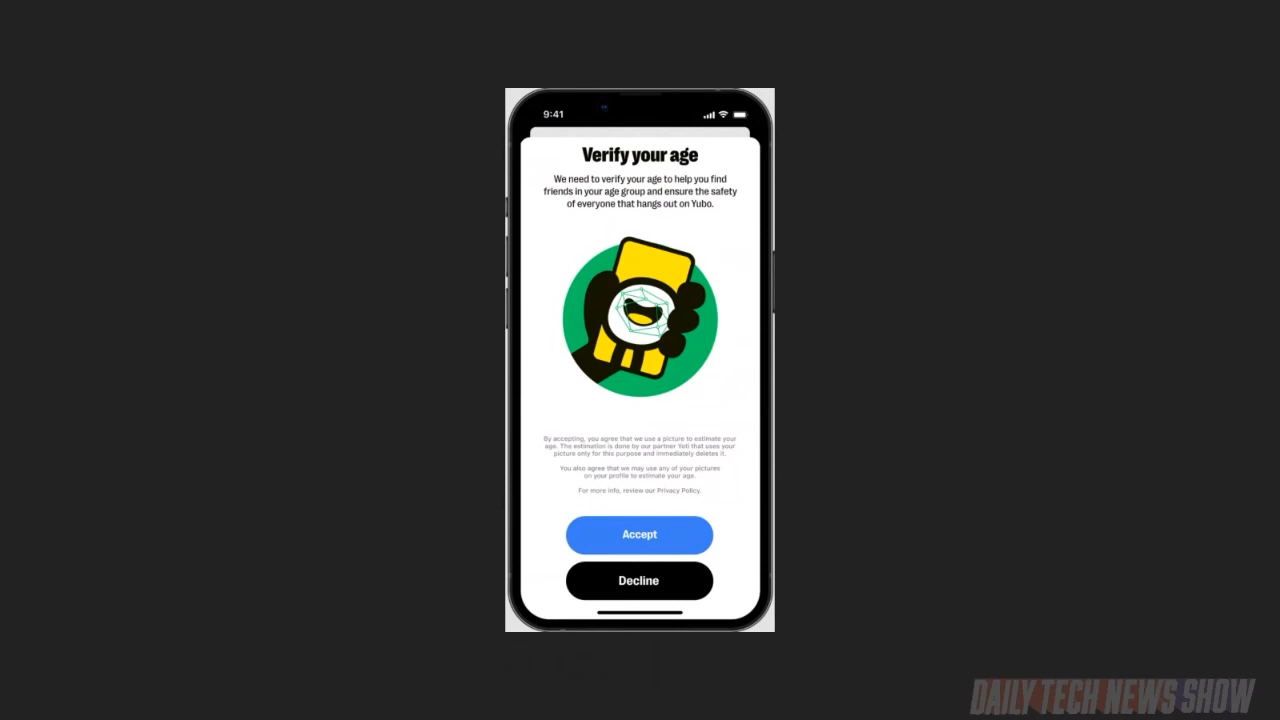 9:41
Verify your age
We need to verify your age to help you find
friends in your age group and ensure the safety
of everyone that hangs out on Yubo.
By accepting, you agree that we use a picture to estimate your
age. The estimation is done by our partner Yoti that uses your
picture only for this purpose and immediately deletes it.
You also agree that we may use any of your pictures
on your profile to estimate your age.
For more info, review our Privacy Policy.
Accept
Decline
DAILY TECH NEWS SHOW